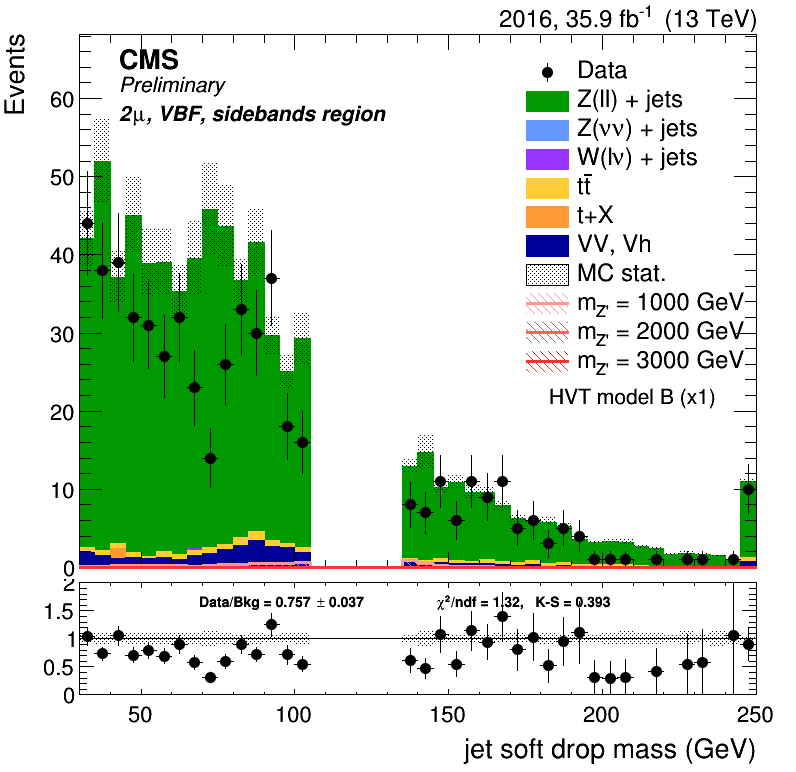 2016, 35.9 fb⁻¹ (13 TeV)
Events
CMS
Preliminary
2μ, VBF, sidebands region
Data
Z(ll) + jets
Z(νν) + jets
W(lν) + jets
tt̄
t+X
VV, Vh
MC stat.
m_Z' = 1000 GeV
m_Z' = 2000 GeV
m_Z' = 3000 GeV
HVT model B (x1)
60
50
40
30
20
10
0
Data/Bkg = 0.757 ± 0.037
χ²/ndf = 1.32, K-S = 0.393
2
1.5
1
0.5
0
50 100 150 200 250
jet soft drop mass (GeV)